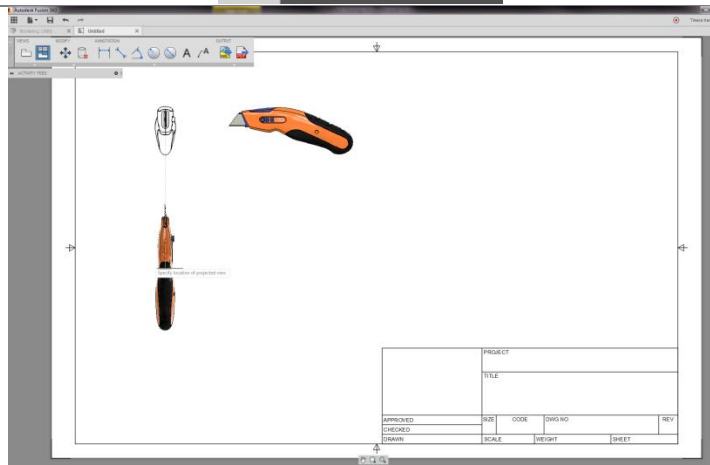 Autodesk Fusion 360
Untitled
VIEWS
MODIFY
ANNOTATION
OUTPUT
A
A
ACTIVITY FEED
Specify location of projected view
PROJECT
TITLE
APPROVED
SIZE CODE DWG NO REV
CHECKED
DRAWN SCALE WEIGHT SHEET